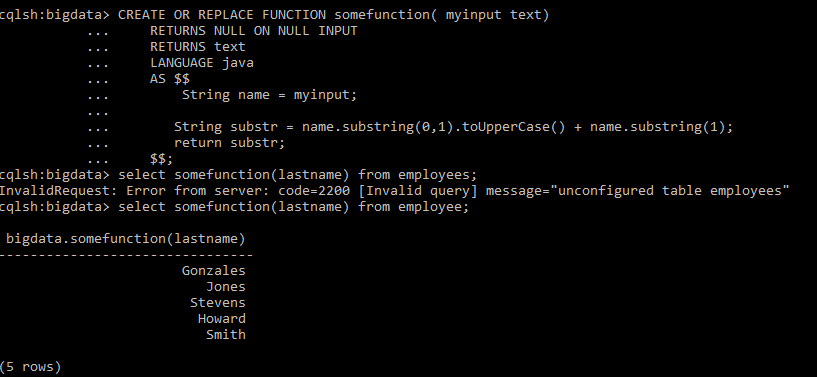 cqlsh:bigdata> CREATE OR REPLACE FUNCTION somefunction( myinput text)
... RETURNS NULL ON NULL INPUT
... RETURNS text
... LANGUAGE java
... AS $$
... String name = myinput;
...
... String substr = name.substring(0,1).toUpperCase() + name.substring(1);
... return substr;
... $$;
cqlsh:bigdata> select somefunction(lastname) from employees;
InvalidRequest: Error from server: code=2200 [Invalid query] message="unconfigured table employees"
cqlsh:bigdata> select somefunction(lastname) from employee;
bigdata.somefunction(lastname)
--------------------------------
Gonzales
Jones
Stevens
Howard
Smith
(5 rows)